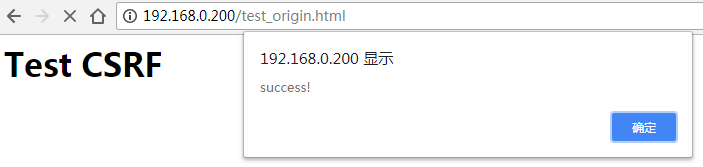 192.168.0.200/test_origin.html
Test CSRF
192.168.0.200 显示
success!
确定